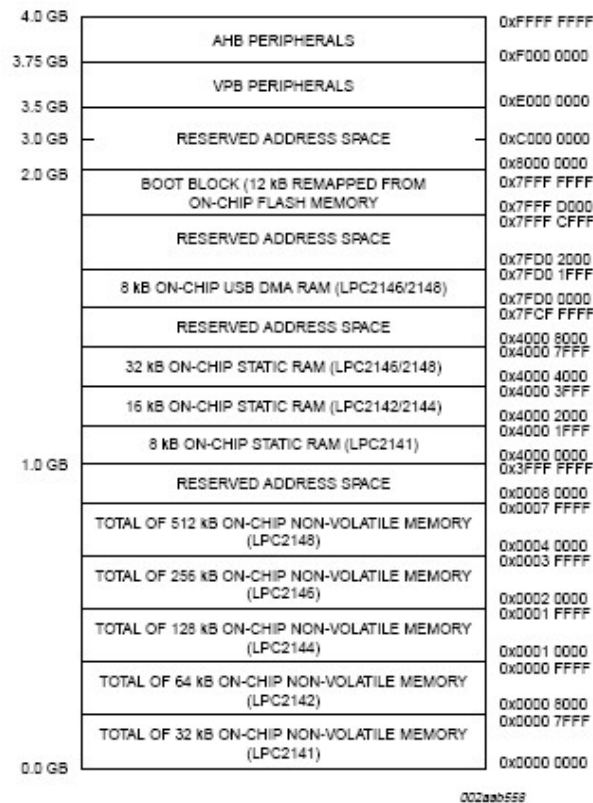 4.0 GB
0xFFFF FFFF
AHB PERIPHERALS
3.75 GB
0xF000 0000
VPB PERIPHERALS
3.5 GB
0xE000 0000
3.0 GB
RESERVED ADDRESS SPACE
0xC000 0000
2.0 GB
0x8000 0000
BOOT BLOCK (12 kB REMAPPED FROM
ON-CHIP FLASH MEMORY
0x7FFF FFFF
0x7FFF D000
0x7FFF CFFF
RESERVED ADDRESS SPACE
0x7FD0 2000
0x7FD0 1FFF
8 kB ON-CHIP USB DMA RAM (LPC2146/2148)
0x7FD0 0000
0x7FCF FFFF
RESERVED ADDRESS SPACE
0x4000 8000
0x4000 7FFF
32 kB ON-CHIP STATIC RAM (LPC2146/2148)
0x4000 4000
0x4000 3FFF
16 kB ON-CHIP STATIC RAM (LPC2142/2144)
0x4000 2000
0x4000 1FFF
8 kB ON-CHIP STATIC RAM (LPC2141)
0x4000 0000
1.0 GB
0x3FFF FFFF
RESERVED ADDRESS SPACE
0x0008 0000
0x0007 FFFF
TOTAL OF 512 kB ON-CHIP NON-VOLATILE MEMORY
(LPC2148)
0x0004 0000
0x0003 FFFF
TOTAL OF 256 kB ON-CHIP NON-VOLATILE MEMORY
(LPC2146)
0x0002 0000
0x0001 FFFF
TOTAL OF 128 kB ON-CHIP NON-VOLATILE MEMORY
(LPC2144)
0x0001 0000
0x0000 FFFF
TOTAL OF 64 kB ON-CHIP NON-VOLATILE MEMORY
(LPC2142)
0x0000 8000
0x0000 7FFF
TOTAL OF 32 kB ON-CHIP NON-VOLATILE MEMORY
(LPC2141)
0.0 GB
0x0000 0000
002aab558